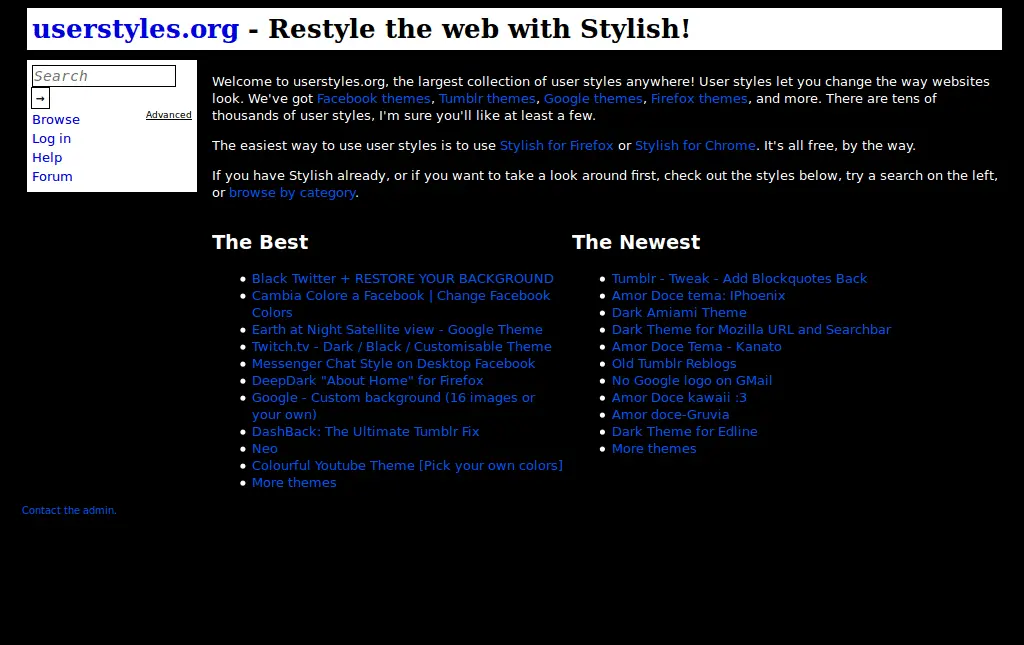 userstyles.org - Restyle the web with Stylish!
Search
→
Advanced
Browse
Log in
Help
Forum
Welcome to userstyles.org, the largest collection of user styles anywhere! User styles let you change the way websites
look. We've got Facebook themes, Tumblr themes, Google themes, Firefox themes, and more. There are tens of
thousands of user styles, I'm sure you'll like at least a few.
The easiest way to use user styles is to use Stylish for Firefox or Stylish for Chrome. It's all free, by the way.
If you have Stylish already, or if you want to take a look around first, check out the styles below, try a search on the left,
or browse by category.
The Best
Black Twitter + RESTORE YOUR BACKGROUND
Cambia Colore a Facebook | Change Facebook
Colors
Earth at Night Satellite view - Google Theme
Twitch.tv - Dark / Black / Customisable Theme
Messenger Chat Style on Desktop Facebook
DeepDark "About Home" for Firefox
Google - Custom background (16 images or
your own)
DashBack: The Ultimate Tumblr Fix
Neo
Colourful Youtube Theme [Pick your own colors]
More themes
The Newest
Tumblr - Tweak - Add Blockquotes Back
Amor Doce tema: IPhoenix
Dark Amiami Theme
Dark Theme for Mozilla URL and Searchbar
Amor Doce Tema - Kanato
Old Tumblr Reblogs
No Google logo on GMail
Amor Doce kawaii :3
Amor doce-Gruvia
Dark Theme for Edline
More themes
Contact the admin.